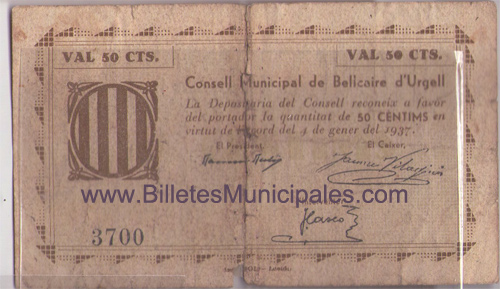 VAL 50 CTS.
VAL 50 CTS.
Consell Municipal de Bellcaire d'Urgell
La Depositaria del Consell reconeix a favor
del portador la quantitat de 50 CENTIMS en
virtut de l'acord del 4 de gener del 1937.
El President,
El Caixer,
www.BilletesMunicipales.com
3700